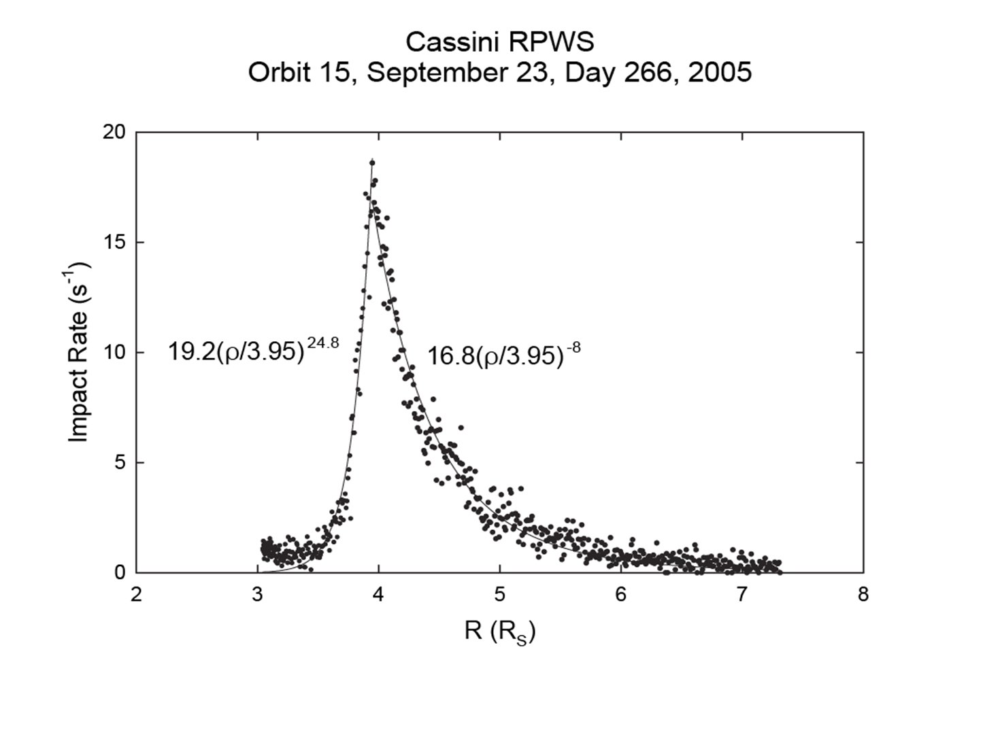 Cassini RPWS
Orbit 15, September 23, Day 266, 2005
20
15
10
5
0
Impact Rate (s⁻¹)
19.2(ρ/3.95)²⁴·⁸
16.8(ρ/3.95)⁻⁸
2 3 4 5 6 7 8
R (R_S)